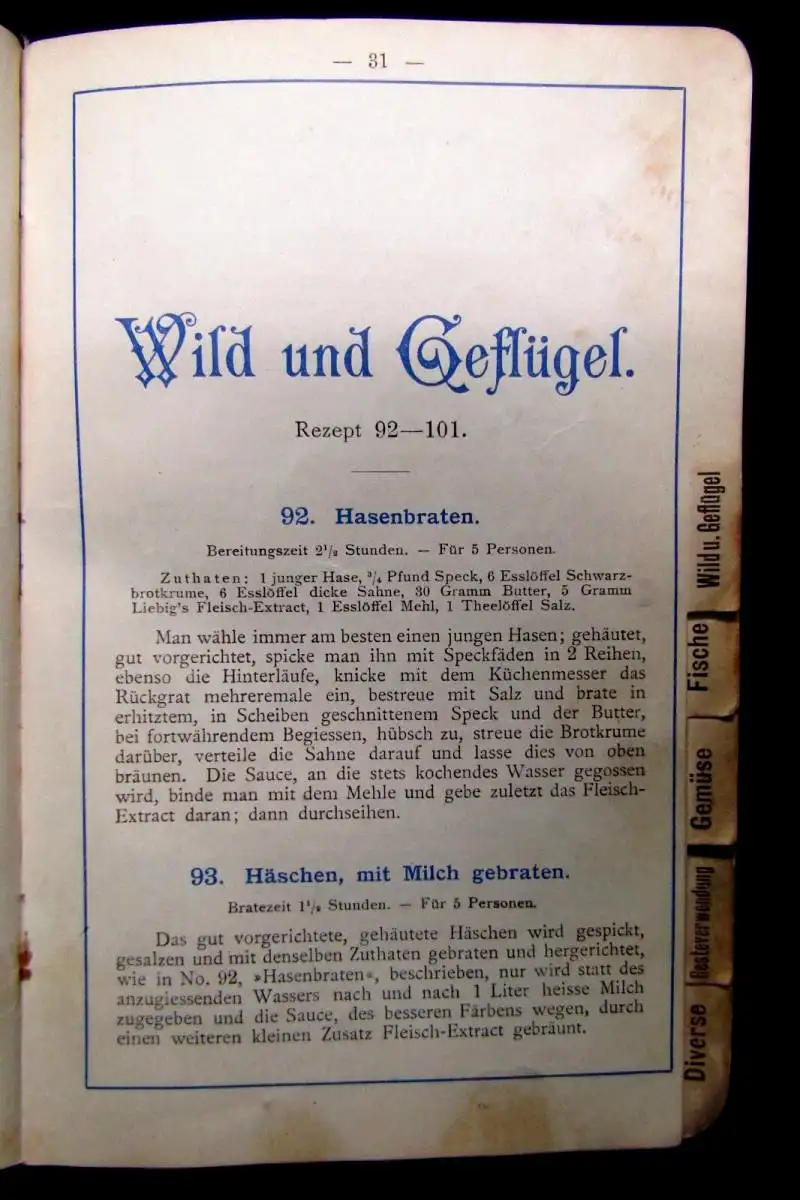 — 31 —
Wild und Geflügel.
Rezept 92—101.
92. Hasenbraten.
Bereitungszeit 2¹/₂ Stunden. — Für 5 Personen.
Zuthaten: 1 junger Hase, ³/₄ Pfund Speck, 6 Esslöffel Schwarz-
brotkrume, 6 Esslöffel dicke Sahne, 30 Gramm Butter, 5 Gramm
Liebig's Fleisch-Extract, 1 Esslöffel Mehl, 1 Theelöffel Salz.
Man wähle immer am besten einen jungen Hasen; gehäutet,
gut vorgerichtet, spicke man ihn mit Speckfäden in 2 Reihen,
ebenso die Hinterläufe, knicke mit dem Küchenmesser das
Rückgrat mehreremale ein, bestreue mit Salz und brate in
erhitztem, in Scheiben geschnittenem Speck und der Butter,
bei fortwährendem Begiessen, hübsch zu, streue die Brotkrume
darüber, verteile die Sahne darauf und lasse dies von oben
bräunen. Die Sauce, an die stets kochendes Wasser gegossen
wird, binde man mit dem Mehle und gebe zuletzt das Fleisch-
Extract daran; dann durchseihen.
93. Häschen, mit Milch gebraten.
Bratezeit 1¹/₂ Stunden. — Für 5 Personen.
Das gut vorgerichtete, gehäutete Häschen wird gespickt,
gesalzen und mit denselben Zuthaten gebraten und hergerichtet,
wie in No. 92, »Hasenbraten«, beschrieben, nur wird statt des
anzugiessenden Wassers nach und nach 1 Liter heisse Milch
zugegeben und die Sauce, des besseren Färbens wegen, durch
einen weiteren kleinen Zusatz Fleisch-Extract gebräunt.
Wild u. Geflügel
Fische
Gemüse
Resteverwendung
Diverse